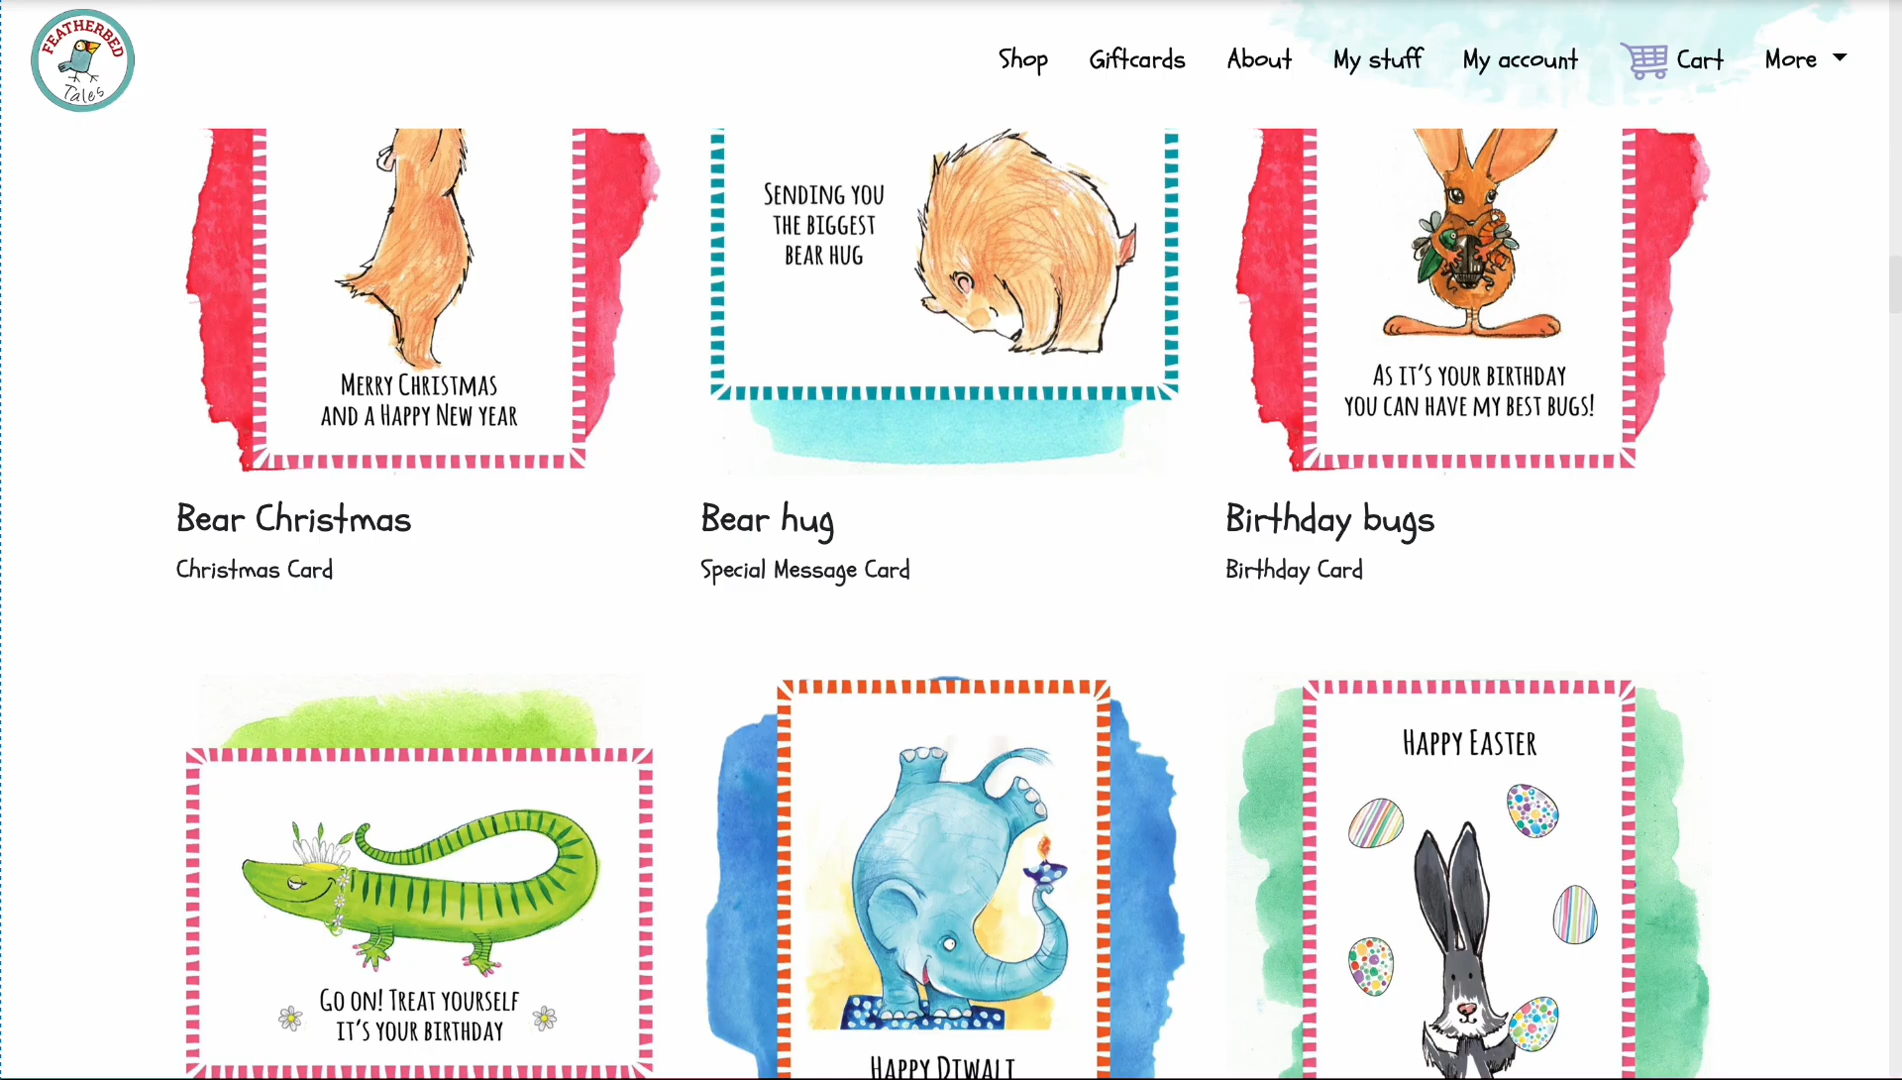 FEATHERBED
Tales
Shop Giftcards About My stuff My account Cart More
MERRY CHRISTMAS
AND A HAPPY NEW YEAR
SENDING YOU
THE BIGGEST
BEAR HUG
AS IT'S YOUR BIRTHDAY
YOU CAN HAVE MY BEST BUGS!
Bear Christmas
Christmas Card
Bear hug
Special Message Card
Birthday bugs
Birthday Card
GO ON! TREAT YOURSELF
IT'S YOUR BIRTHDAY
HAPPY DIWALI
HAPPY EASTER